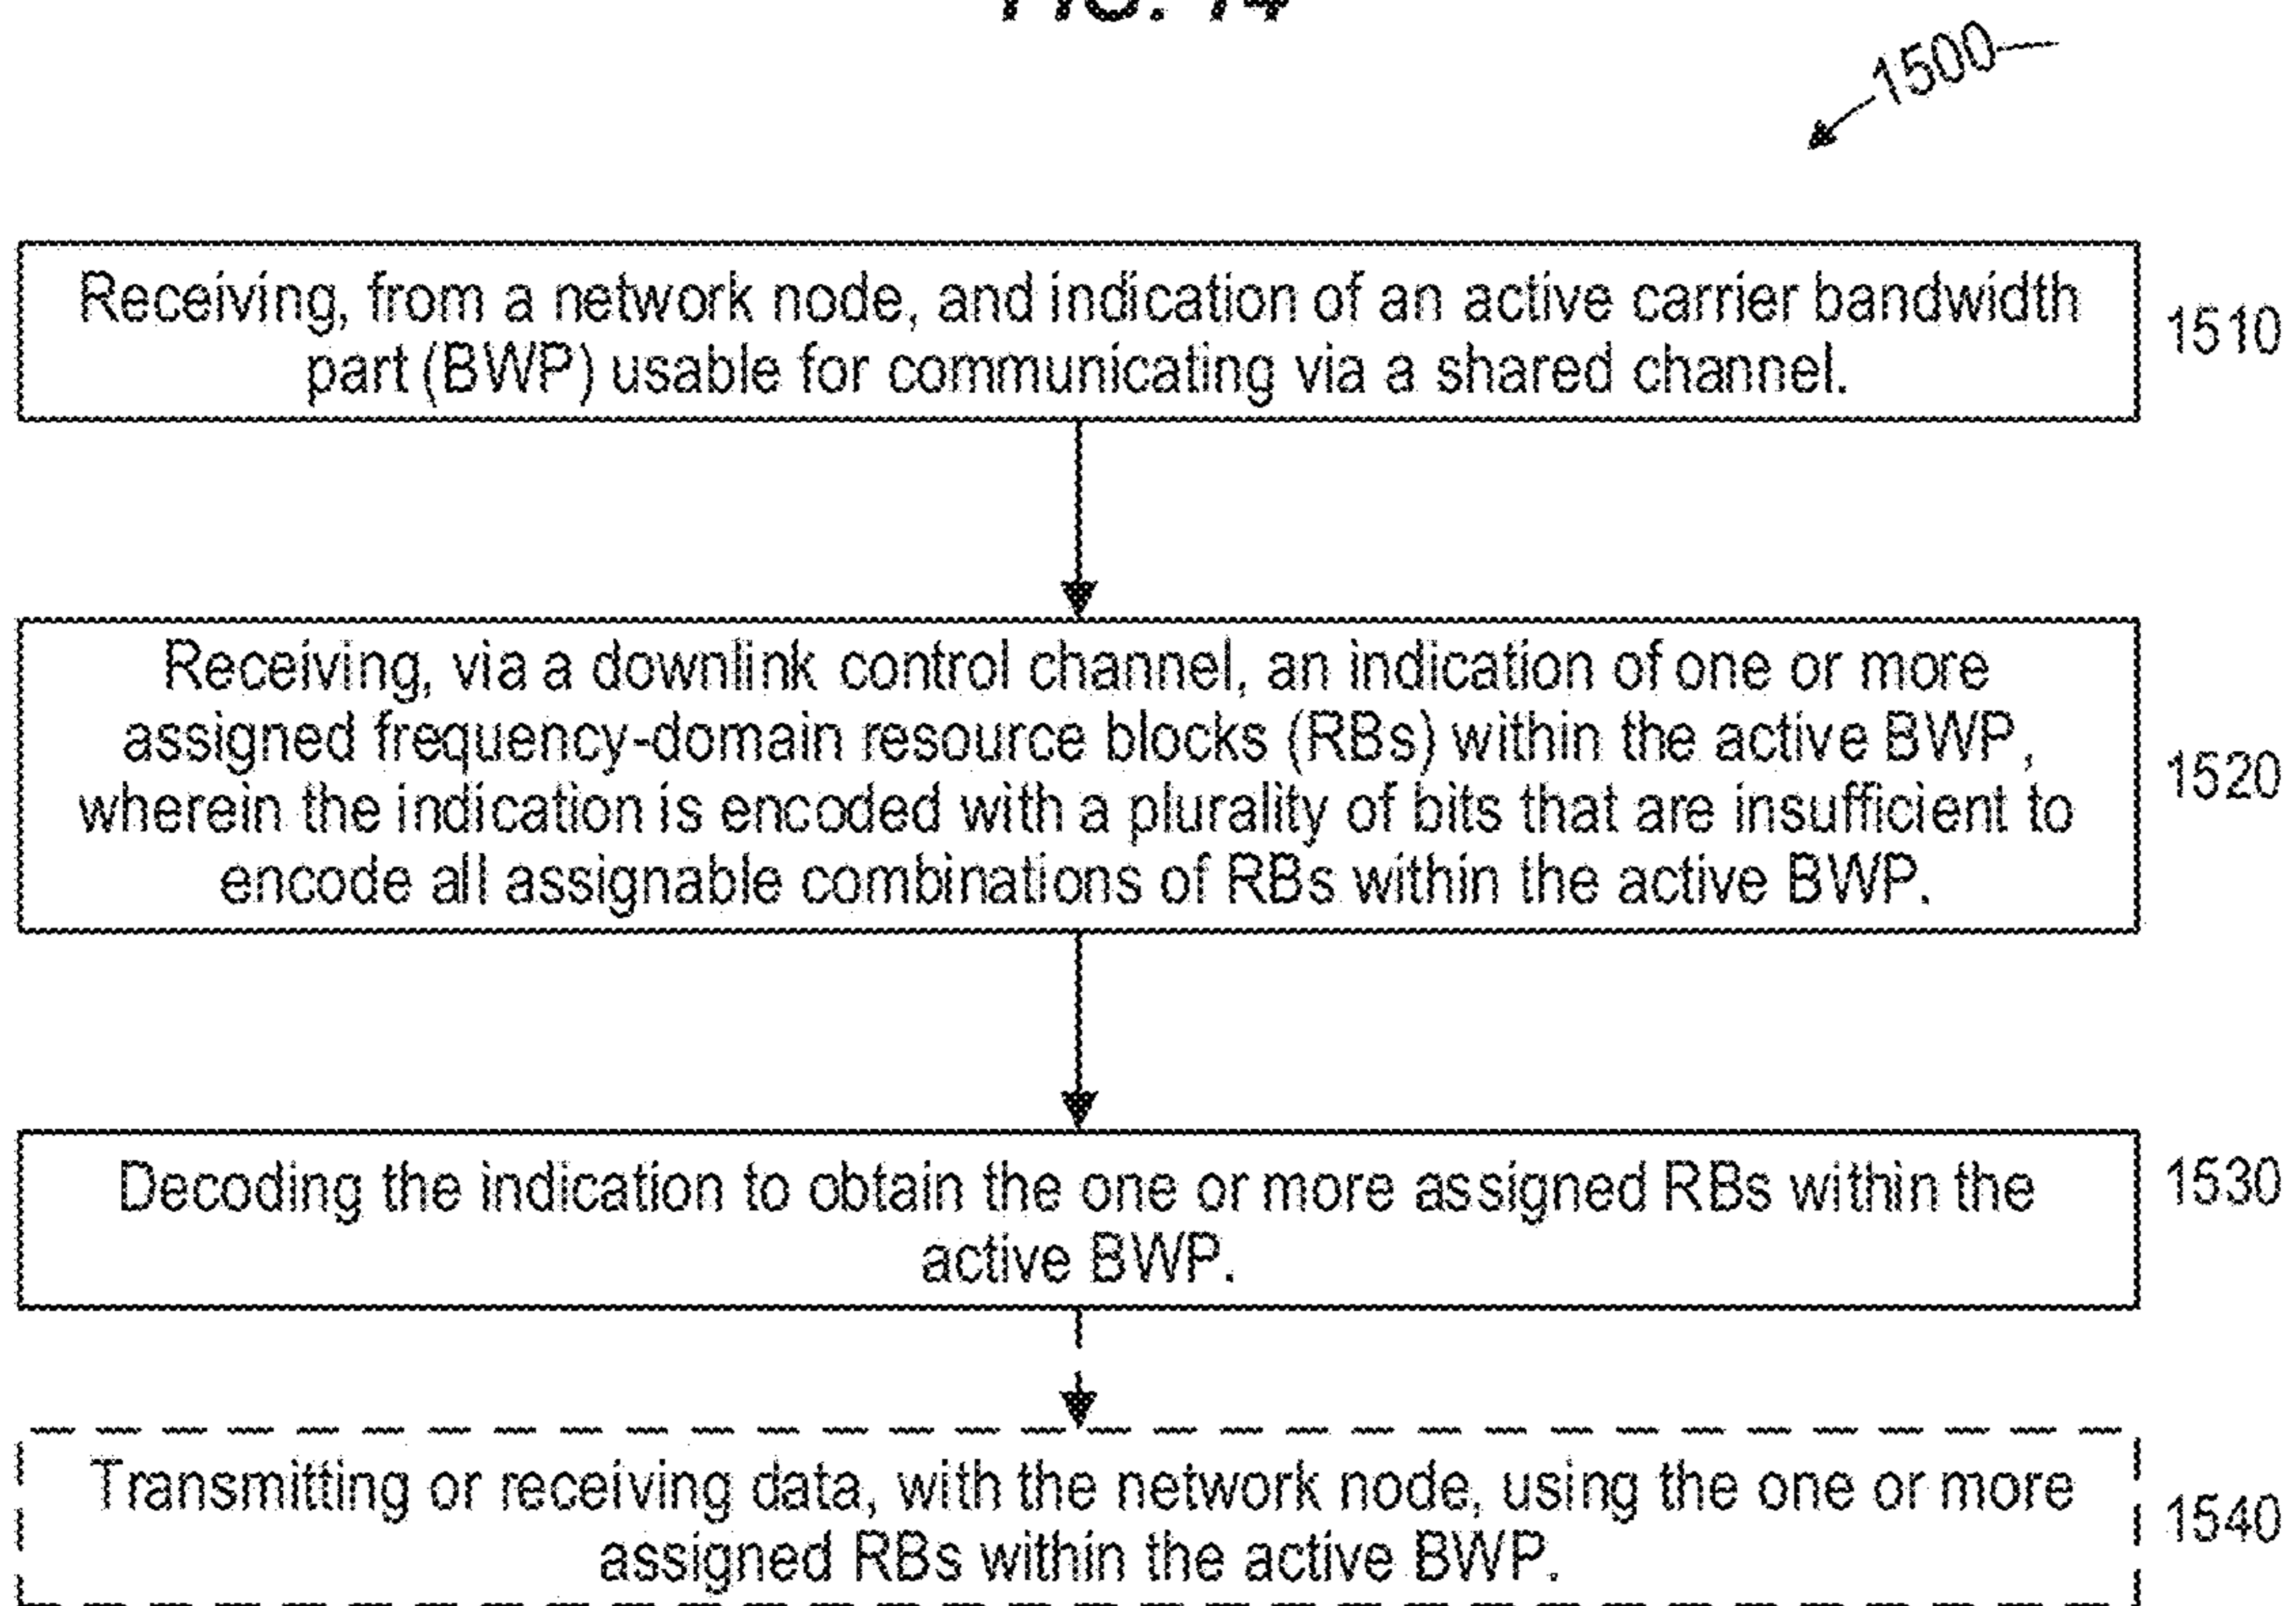 FIG. 14
1500
Receiving, from a network node, and indication of an active carrier bandwidth
part (BWP) usable for communicating via a shared channel.
1510
Receiving, via a downlink control channel, an indication of one or more
assigned frequency-domain resource blocks (RBs) within the active BWP,
wherein the indication is encoded with a plurality of bits that are insufficient to
encode all assignable combinations of RBs within the active BWP.
1520
Decoding the indication to obtain the one or more assigned RBs within the
active BWP.
1530
Transmitting or receiving data, with the network node, using the one or more
assigned RBs within the active BWP.
1540